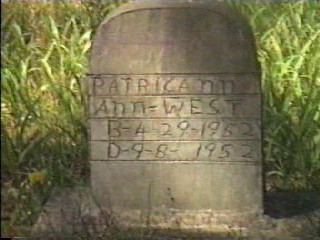 PATRICANN
ANN-WEST
B-4-29-1952
D-9-8- 1952